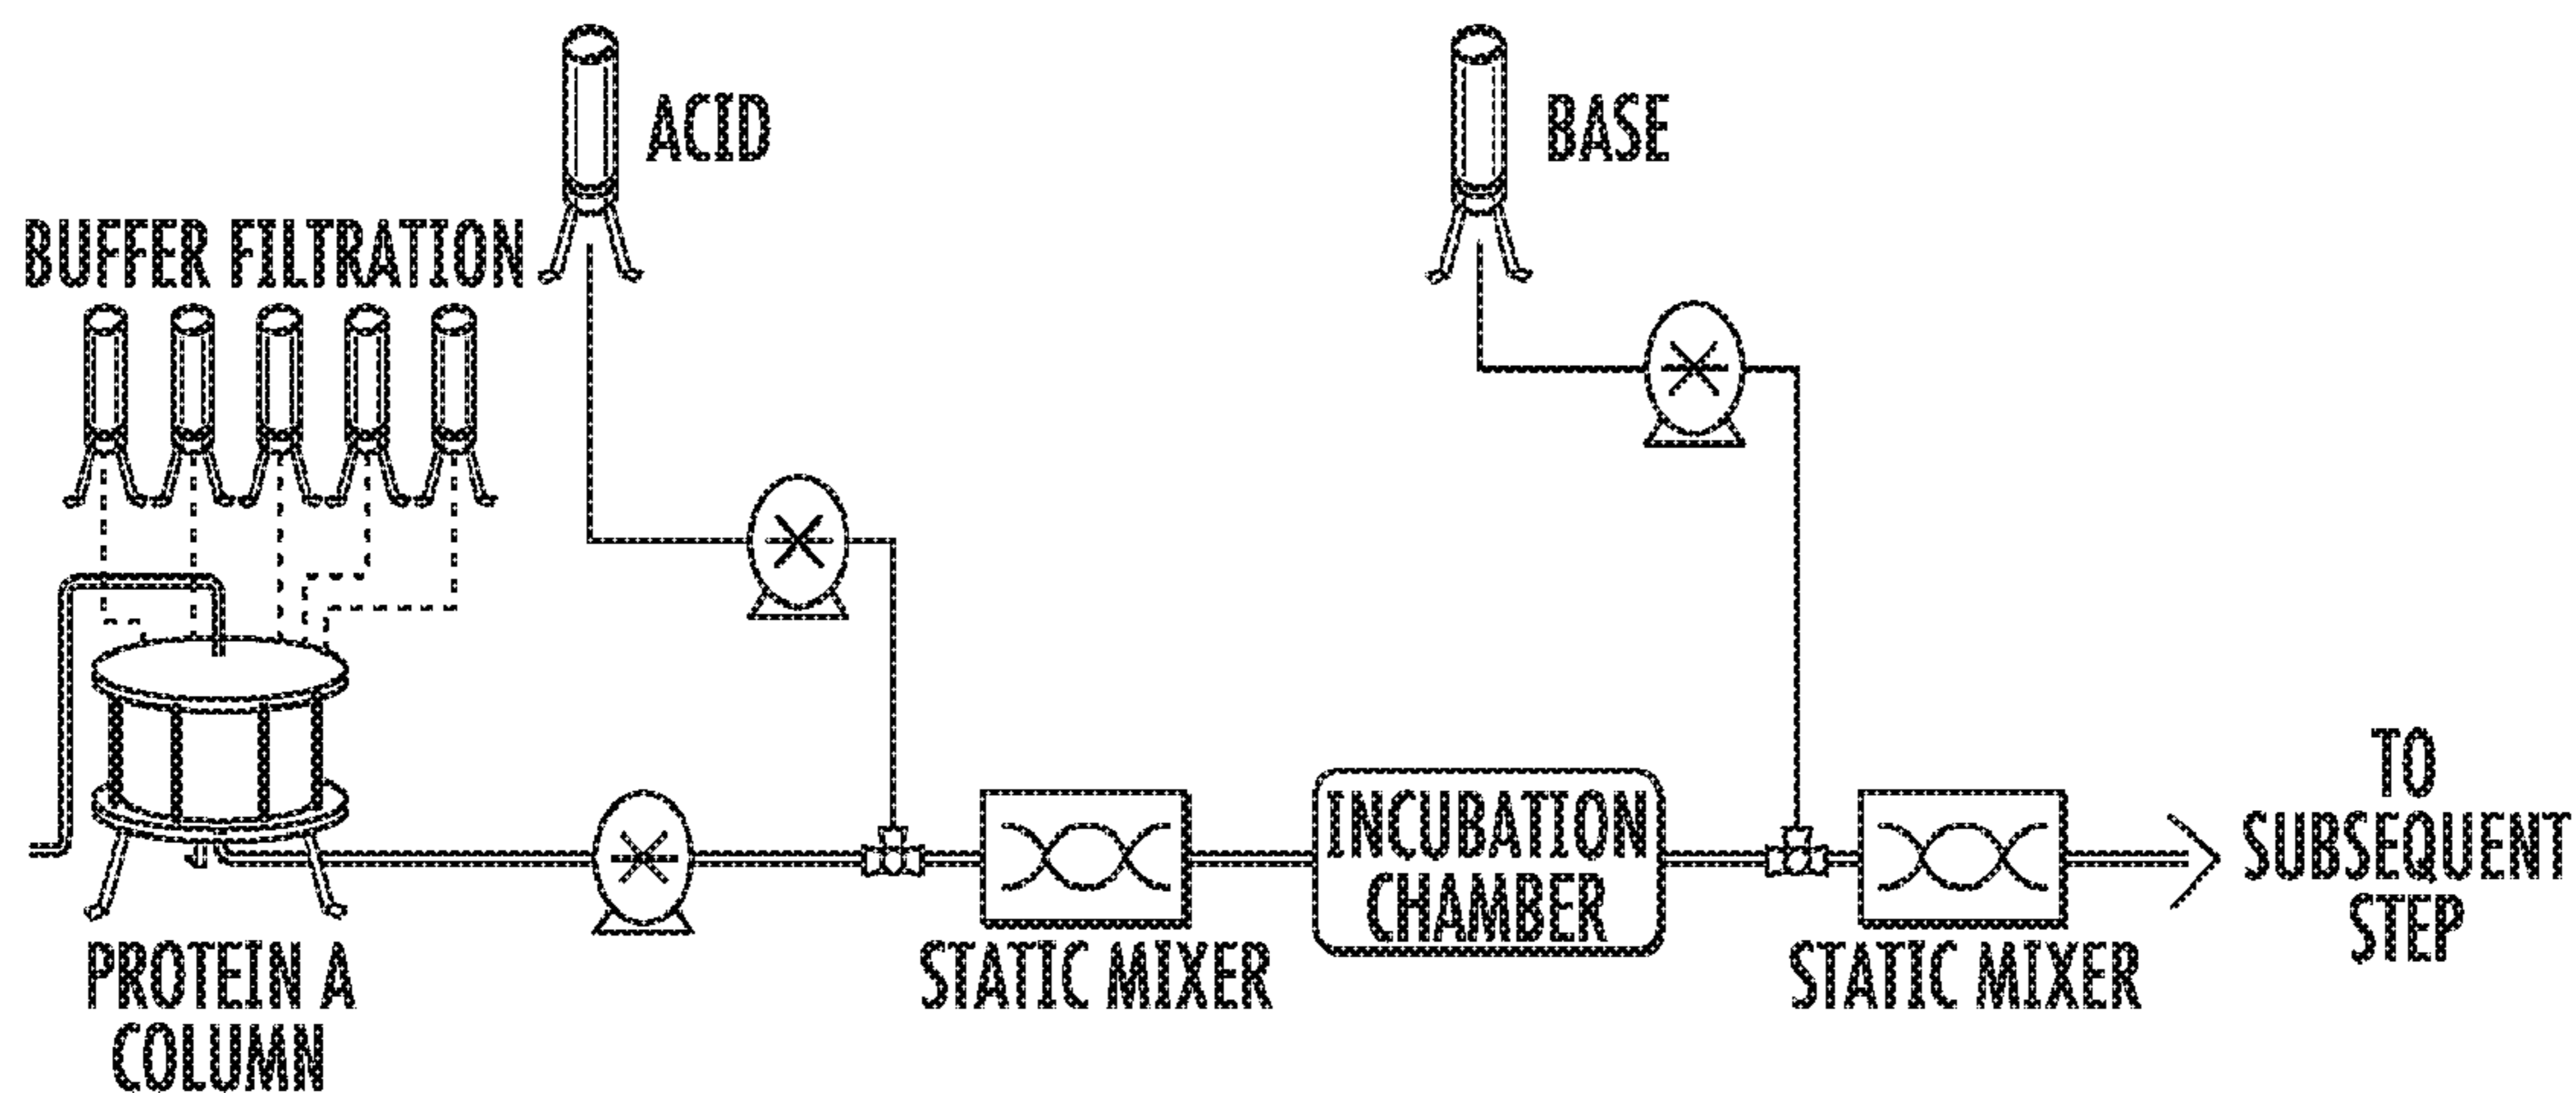 ACID
BASE
BUFFER FILTRATION
INCUBATION
CHAMBER
TO
SUBSEQUENT
STEP
PROTEIN A
COLUMN
STATIC MIXER
STATIC MIXER